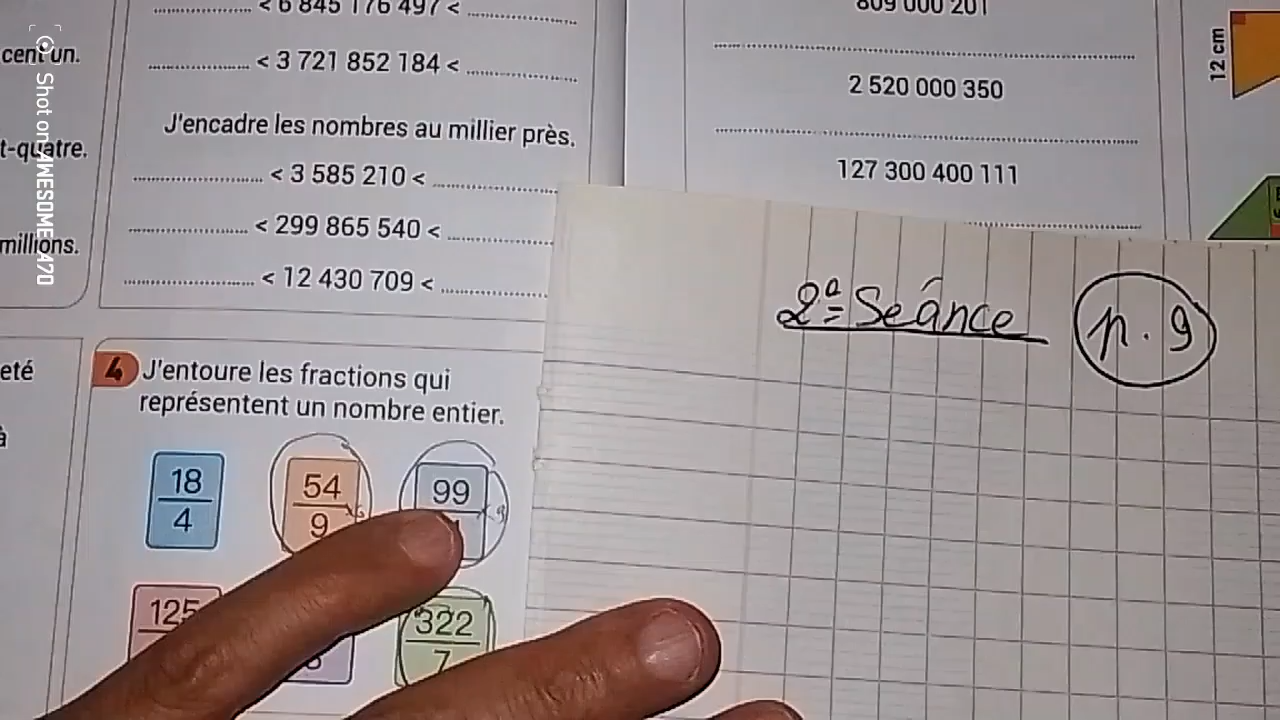 < 6 845 176 497 <
< 3 721 852 184 <
J'encadre les nombres au millier près.
< 3 585 210 <
< 299 865 540 <
< 12 430 709 <
cent un.
t-quatre.
millions.
eté
à
4 J'entoure les fractions qui
représentent un nombre entier.
18
4
54
9
99
125
322
7
809 000 201
2 520 000 350
127 300 400 111
12 cm
2e Seânce p. 9
Shot on AWESOME A70